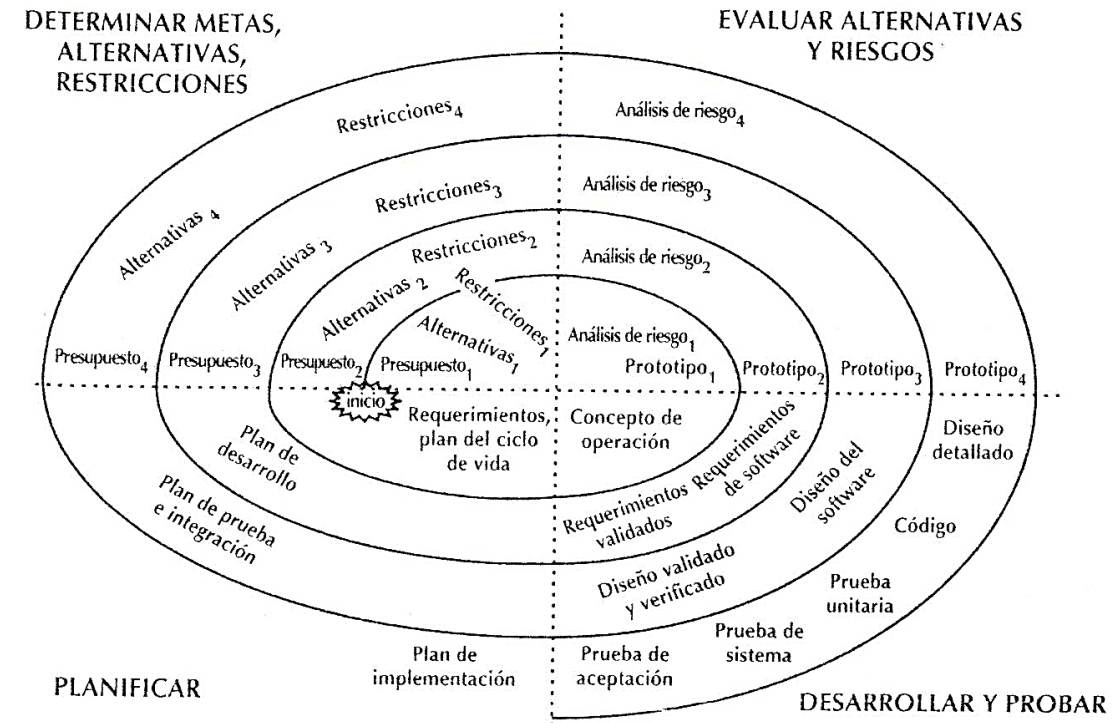 DETERMINAR METAS,
ALTERNATIVAS,
RESTRICCIONES
EVALUAR ALTERNATIVAS
Y RIESGOS
Restricciones4
Análisis de riesgo4
Alternativas 4
Restricciones3
Análisis de riesgo3
Alternativas 3
Restricciones2
Análisis de riesgo2
Alternativas 2
Restricciones1
Alternativas1
Análisis de riesgo1
Presupuesto4
Presupuesto3
Presupuesto2
Presupuesto1
Prototipo1
Prototipo2
Prototipo3
Prototipo4
inicio
Requerimientos,
plan del ciclo
de vida
Concepto de
operación
Requerimientos
de software
Diseño del
software
Diseño
detallado
Plan de
desarrollo
Requerimientos
validados
Plan de prueba
e integración
Código
Diseño validado
y verificado
Prueba
unitaria
Prueba de
sistema
Plan de
implementación
Prueba de
aceptación
PLANIFICAR
DESARROLLAR Y PROBAR